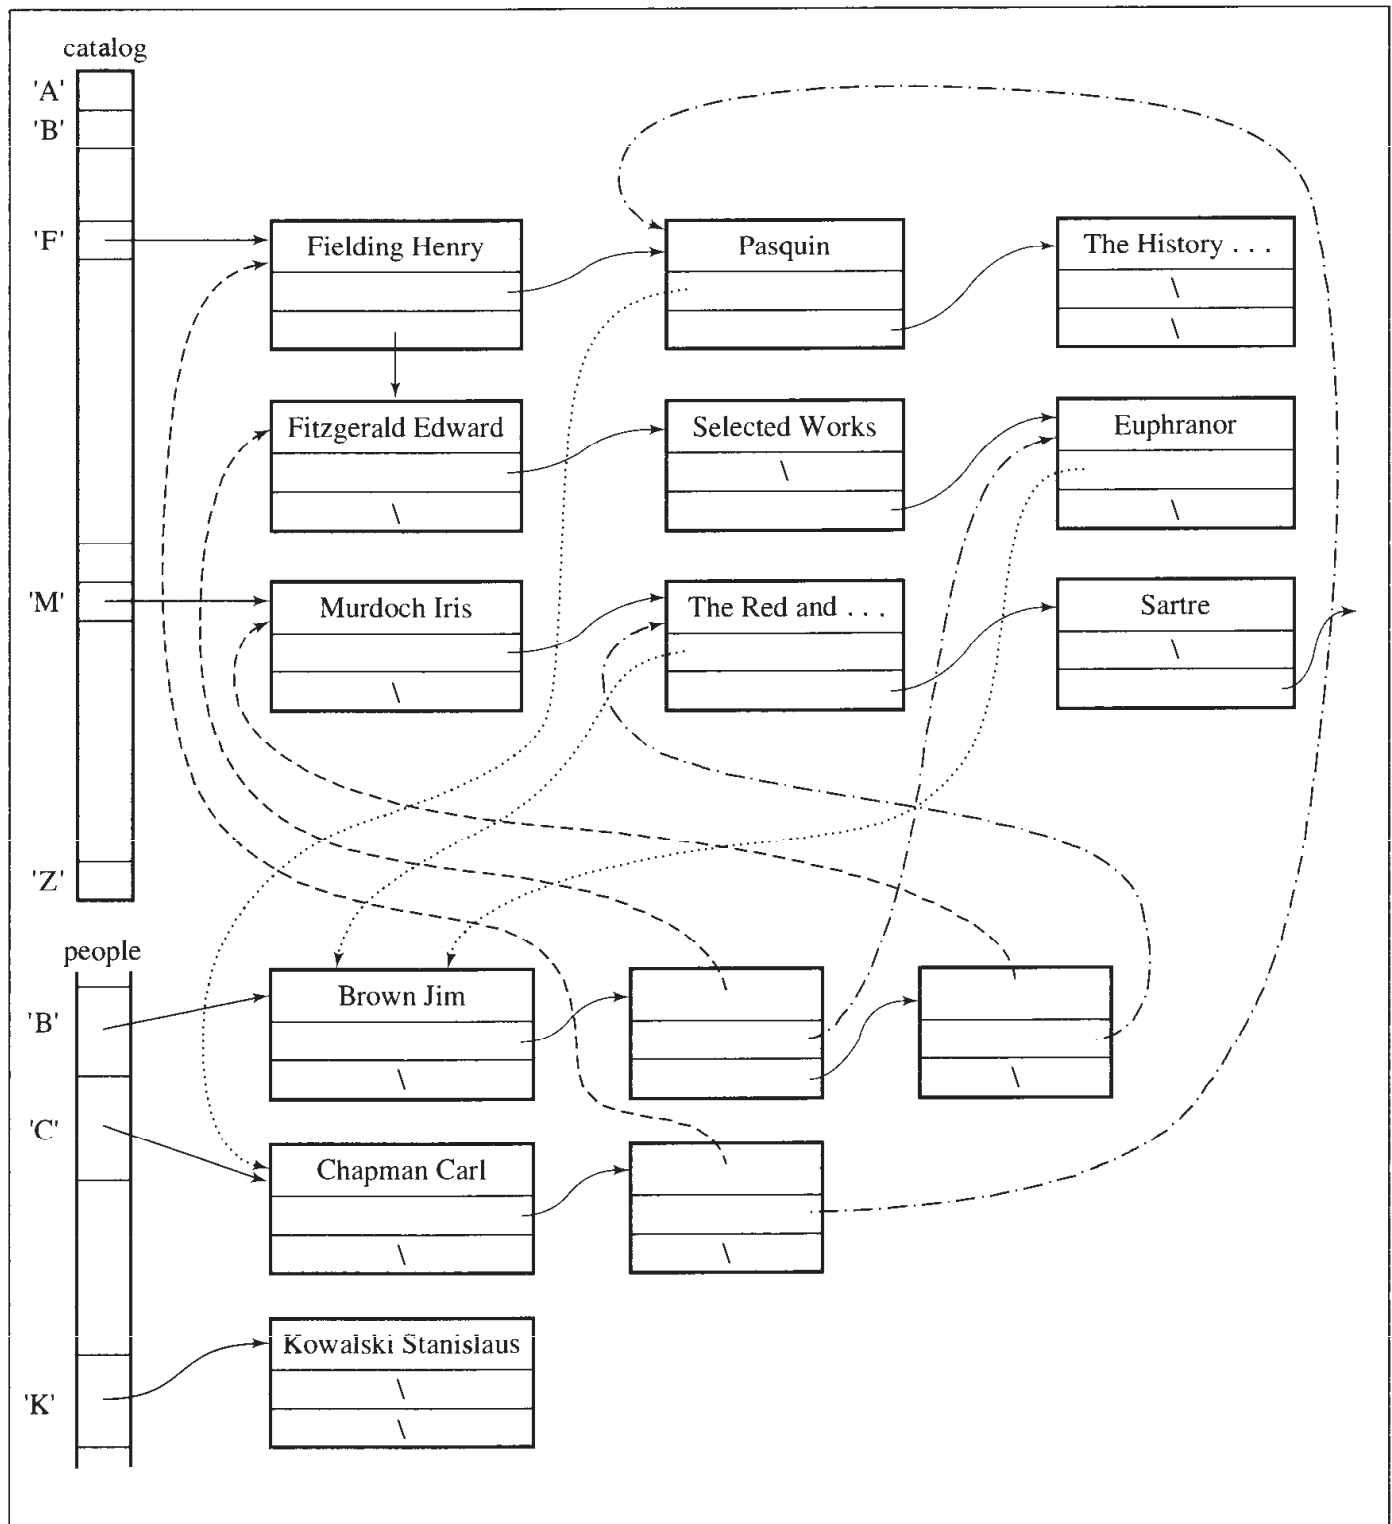 catalog
'A'
'B'
'F'
Fielding Henry
Pasquin
The History . . .
Fitzgerald Edward
Selected Works
Euphranor
'M'
Murdoch Iris
The Red and . . .
Sartre
'Z'
people
'B'
Brown Jim
'C'
Chapman Carl
Kowalski Stanislaus
'K'